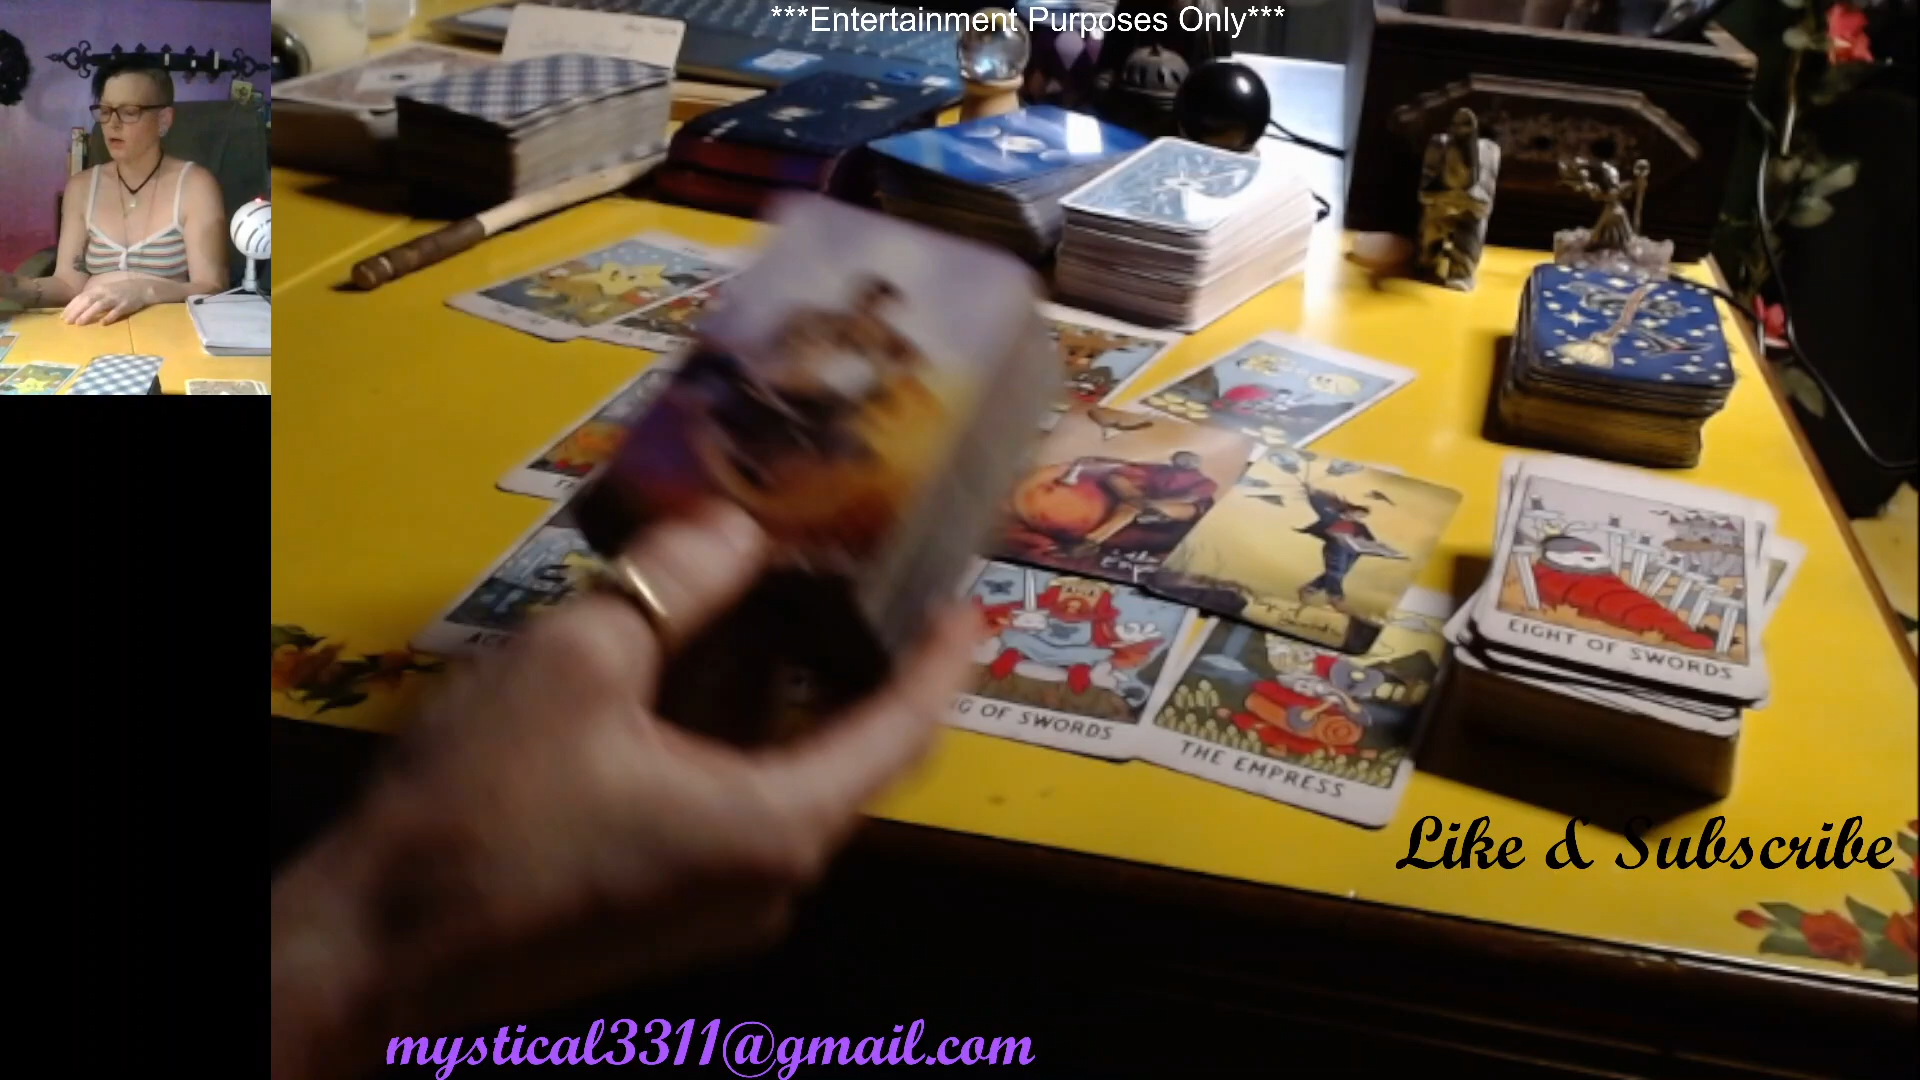 ***Entertainment Purposes Only***
EIGHT OF SWORDS
OF SWORDS
THE EMPRESS
Like & Subscribe
mystical3311@gmail.com